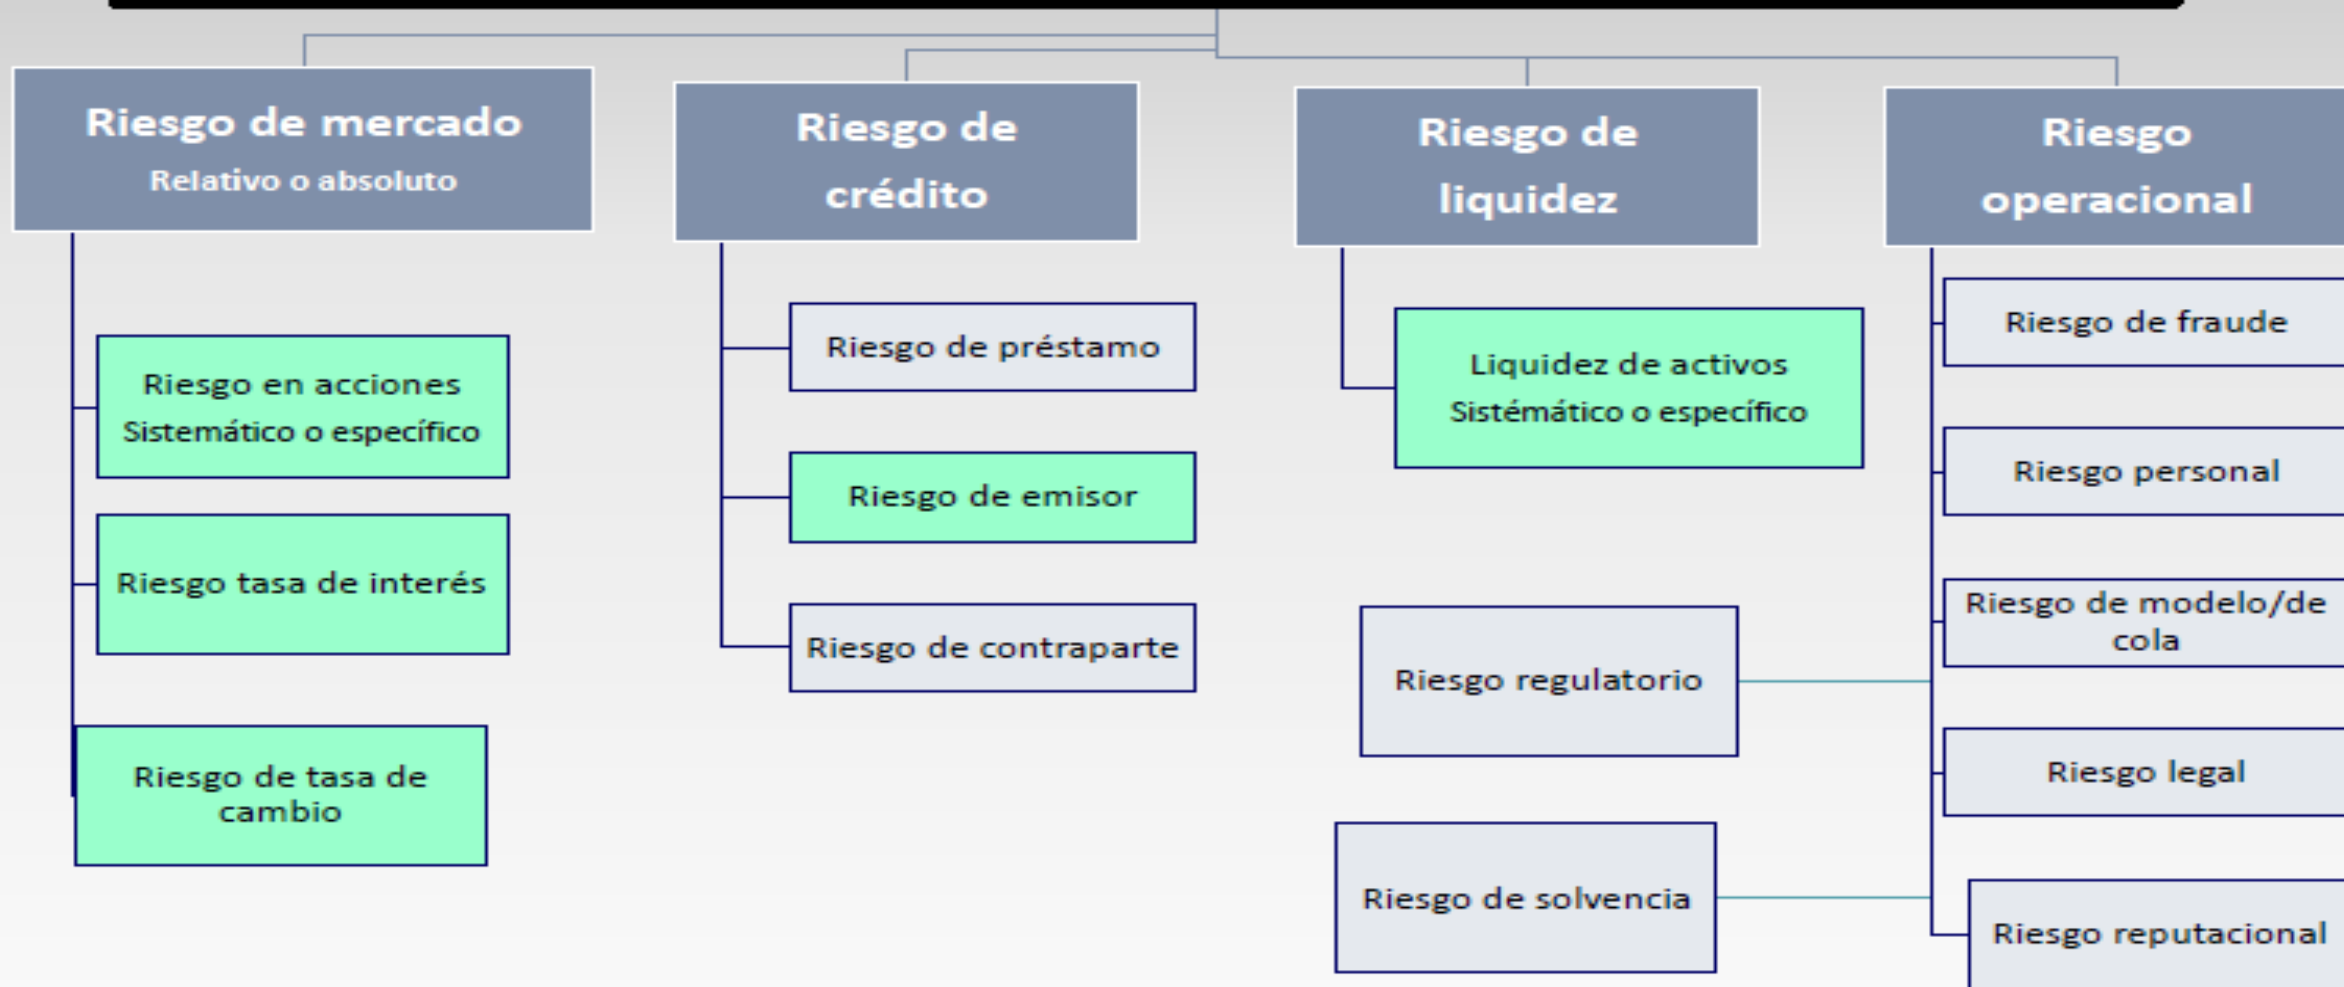 Riesgo de mercado
Relativo o absoluto
Riesgo en acciones
Sistemático o específico
Riesgo tasa de interés
Riesgo de tasa de
cambio
Riesgo de
crédito
Riesgo de préstamo
Riesgo de emisor
Riesgo de contraparte
Riesgo de
liquidez
Liquidez de activos
Sistémático o específico
Riesgo
operacional
Riesgo de fraude
Riesgo personal
Riesgo de modelo/de
cola
Riesgo regulatorio
Riesgo legal
Riesgo de solvencia
Riesgo reputacional